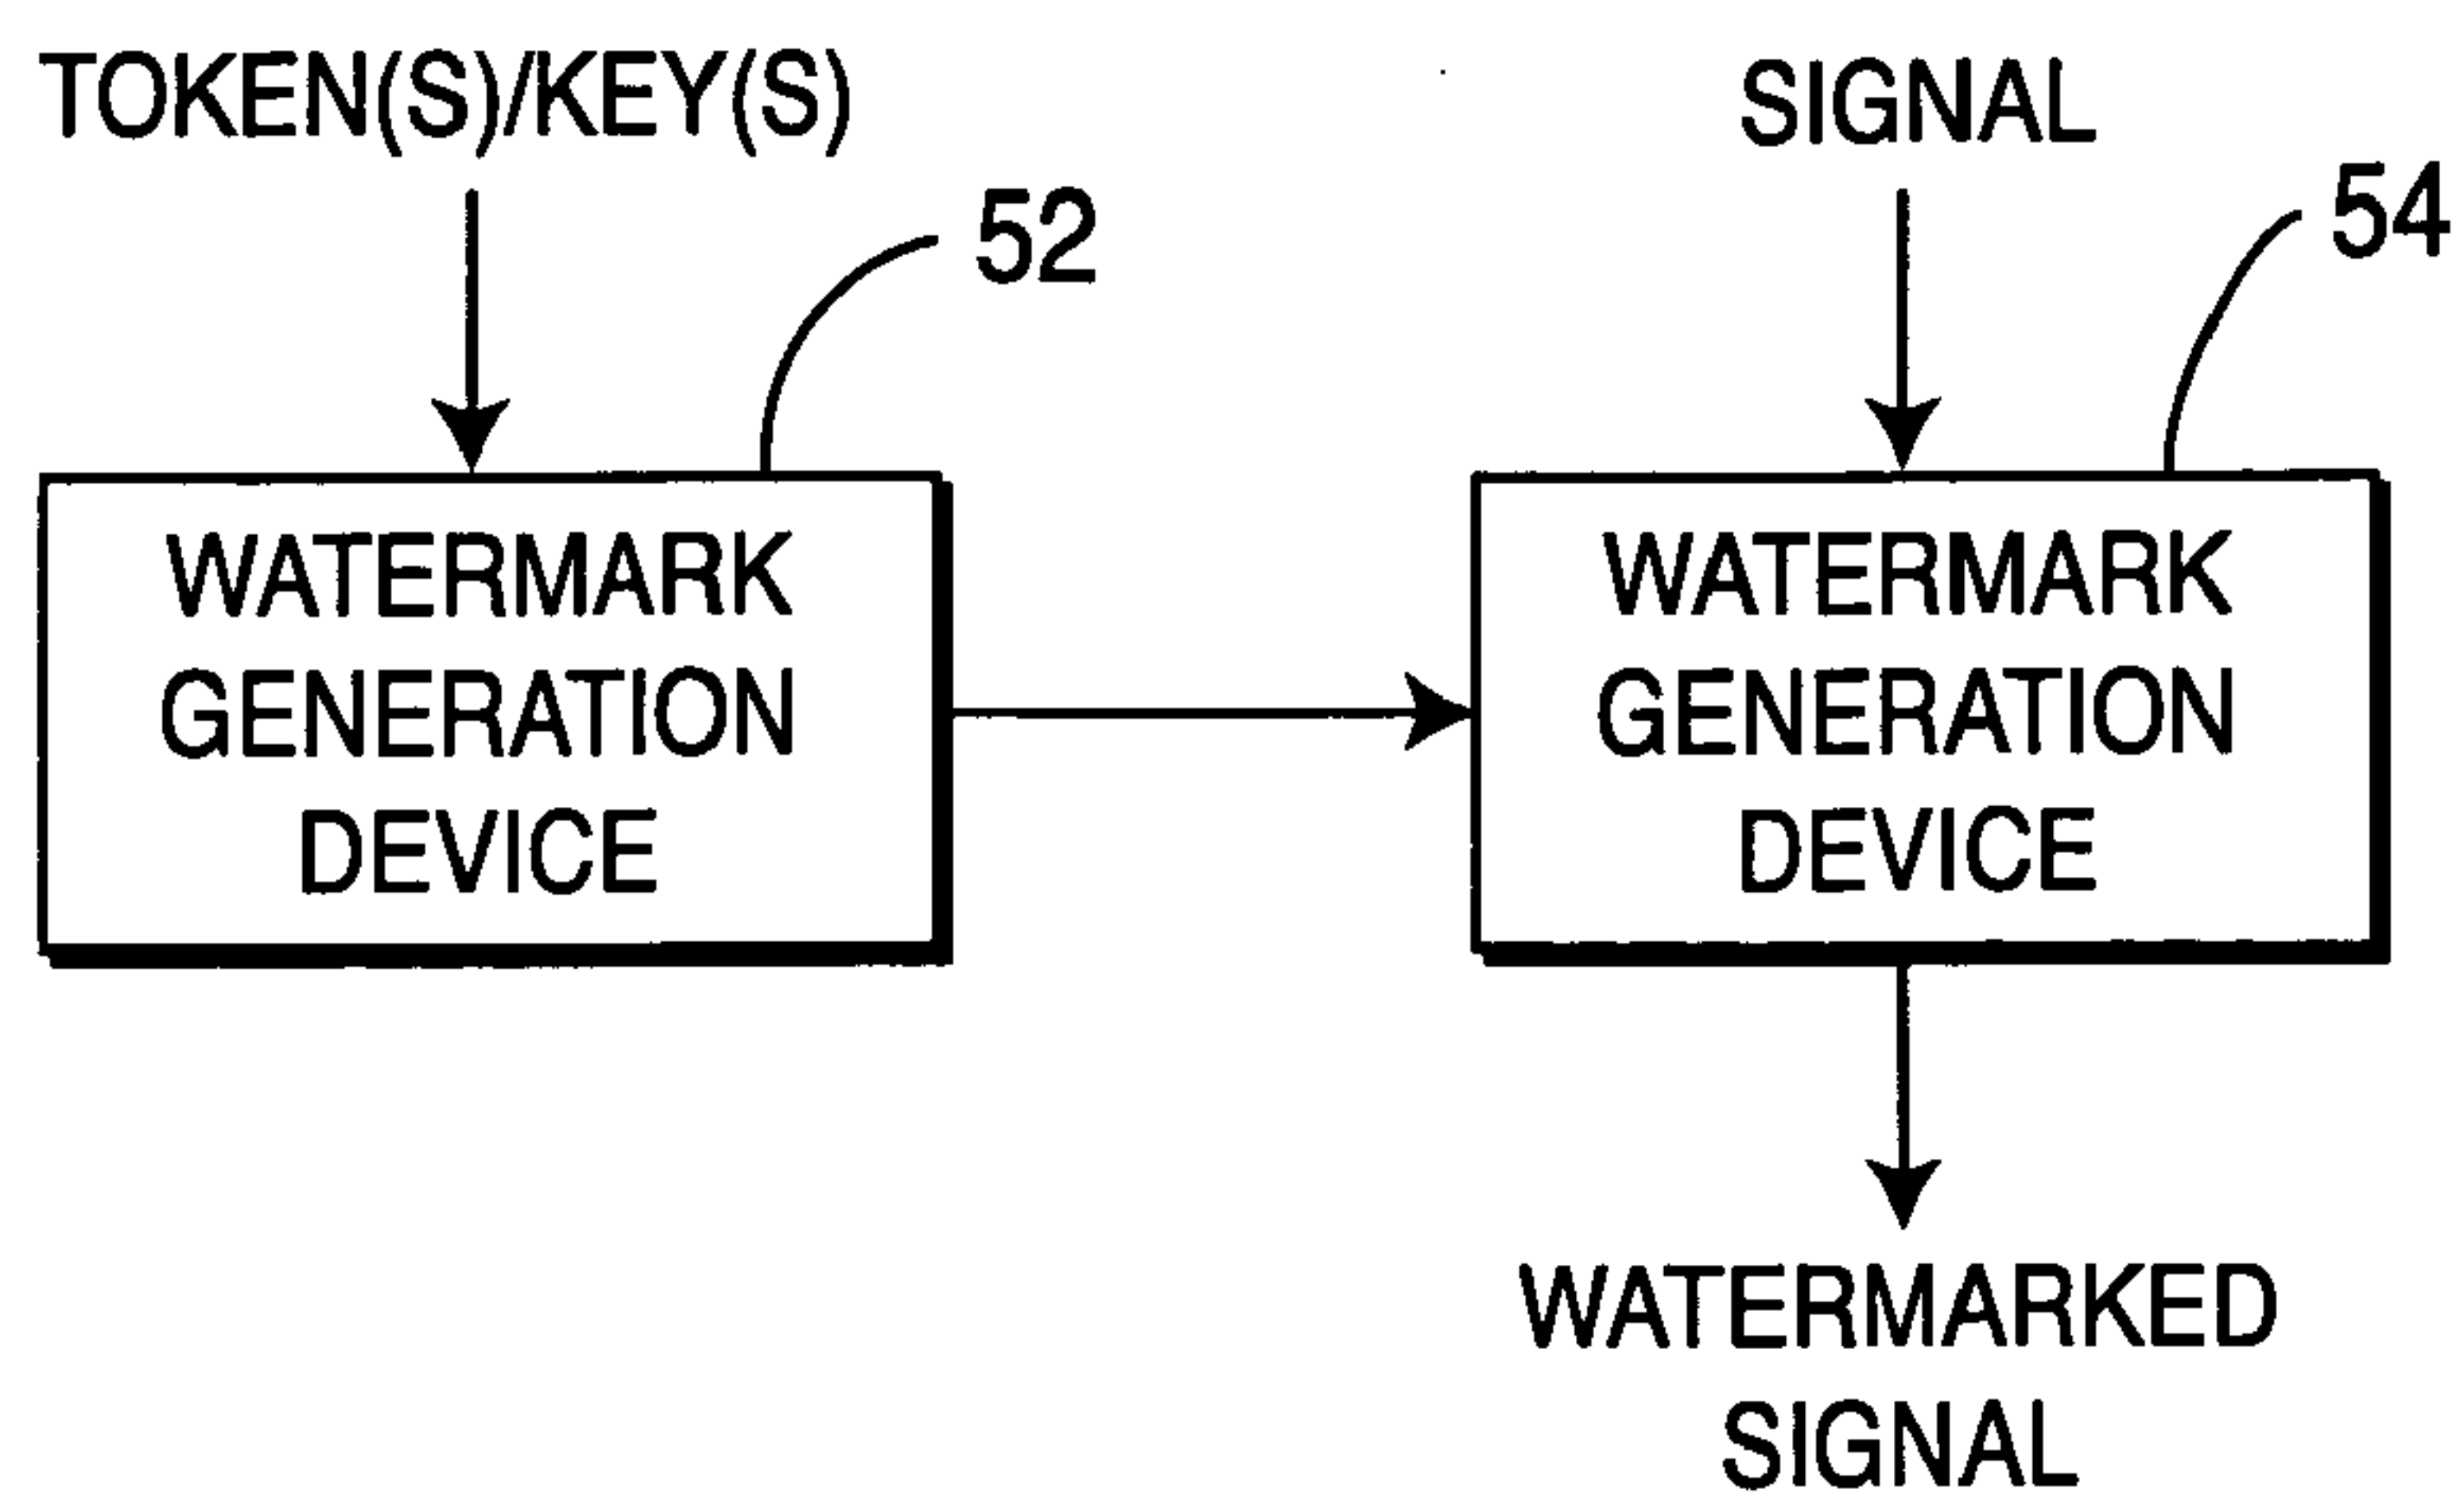 TOKEN(S)/KEY(S)
SIGNAL
52
54
WATERMARK
GENERATION
DEVICE
WATERMARK
GENERATION
DEVICE
WATERMARKED
SIGNAL